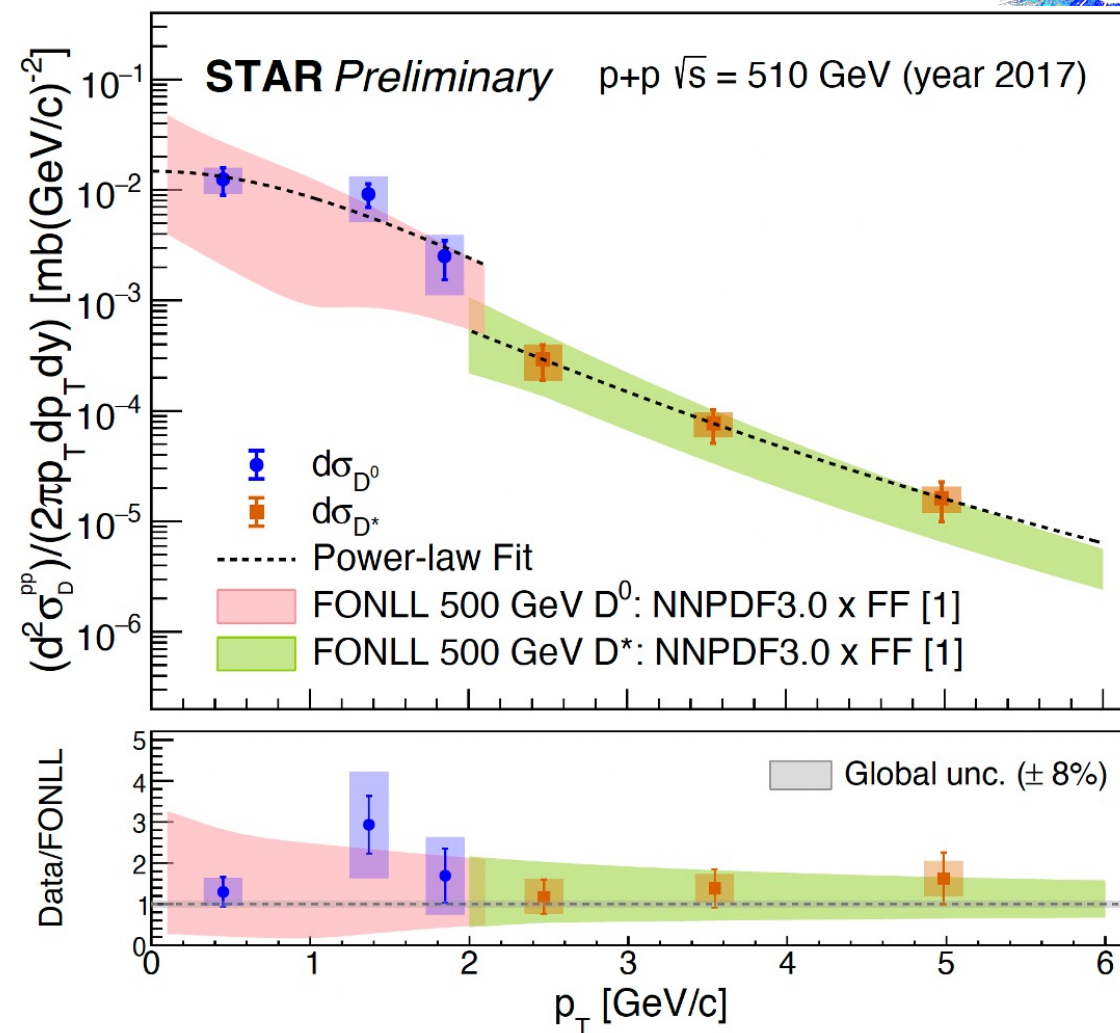 STAR Preliminary p+p √s = 510 GeV (year 2017)
(d²σ_D^pp)/(2πp_T dp_T dy) [mb(GeV/c)⁻²]
10⁻¹
10⁻²
10⁻³
10⁻⁴
10⁻⁵
10⁻⁶
dσ_D⁰
dσ_D*
Power-law Fit
FONLL 500 GeV D⁰: NNPDF3.0 x FF [1]
FONLL 500 GeV D*: NNPDF3.0 x FF [1]
Data/FONLL
5
4
3
2
1
0
Global unc. (± 8%)
0 1 2 3 4 5 6
p_T [GeV/c]